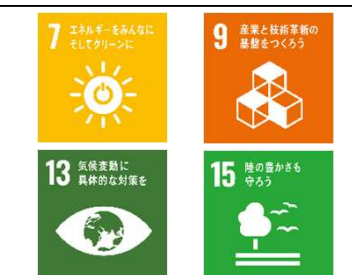 7 エネルギーをみんなに
そしてクリーンに
9 産業と技術革新の
基盤をつくろう
13 気候変動に
具体的な対策を
15 陸の豊かさも
守ろう